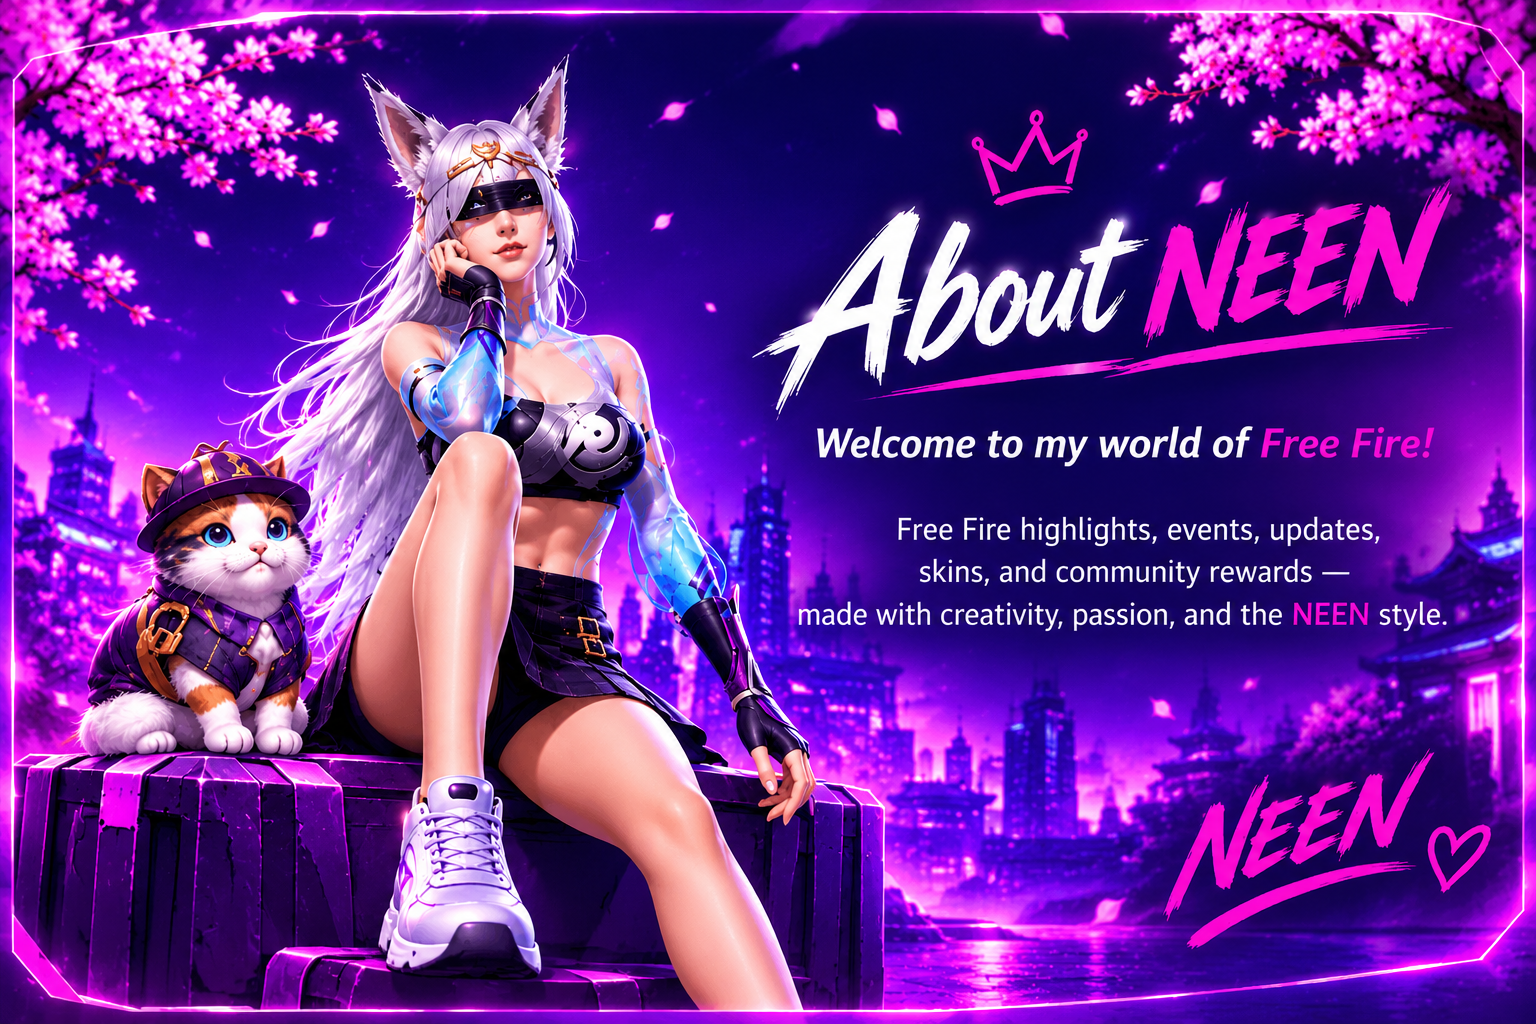 About NEEN
Welcome to my world of Free Fire!
Free Fire highlights, events, updates,
skins, and community rewards —
made with creativity, passion, and the NEEN style.
NEEN